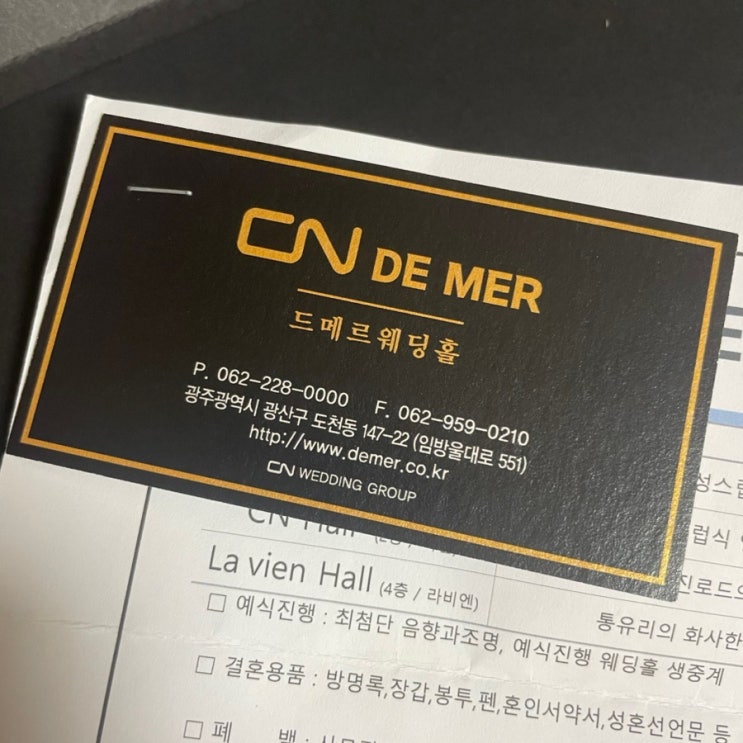 CN DE MER
드메르웨딩홀
P. 062-228-0000 F. 062-959-0210
광주광역시 광산구 도천동 147-22 (임방울대로 551)
http://www.demer.co.kr
CN WEDDING GROUP
CN Hall
La vien Hall (4층 / 라비엔)
통유리의 화사한
□ 예식진행 : 최첨단 음향과조명, 예식진행 웨딩홀 생중계
□ 결혼용품 : 방명록,장갑,봉투,펜,혼인서약서,성혼선언문 등
□ 폐 백 :